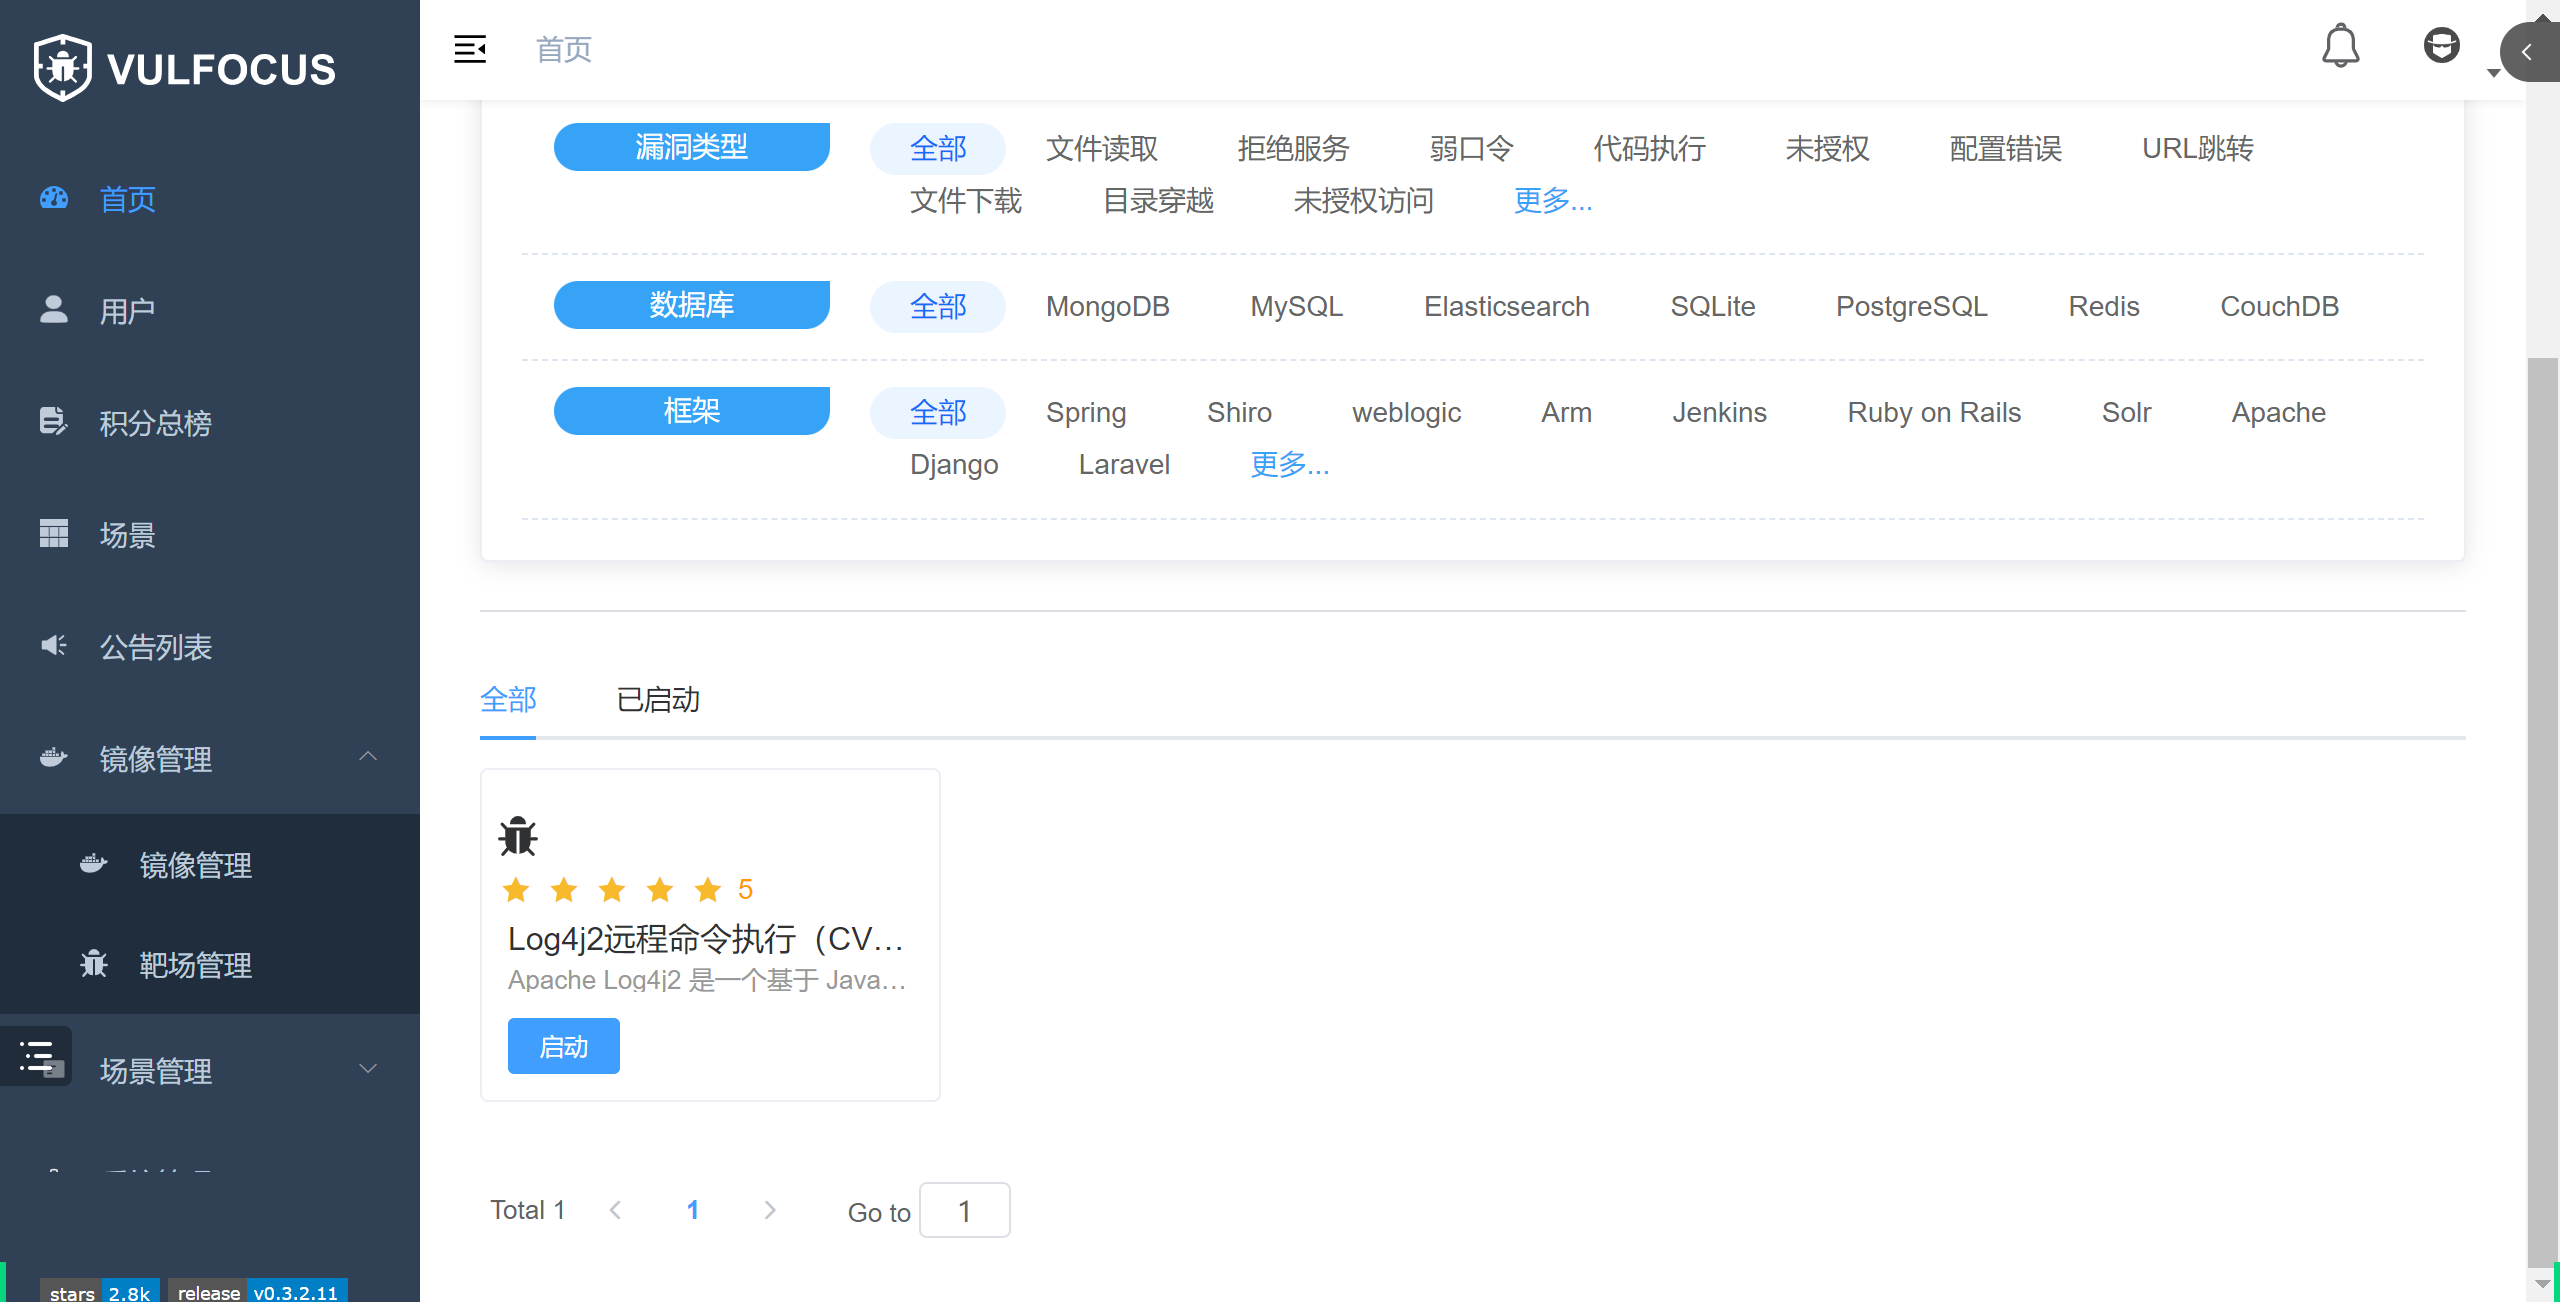 VULFOCUS
首页
用户
积分总榜
场景
公告列表
镜像管理
镜像管理
靶场管理
场景管理
stars 2.8k release v0.3.2.11
首页
漏洞类型 全部 文件读取 拒绝服务 弱口令 代码执行 未授权 配置错误 URL跳转
文件下载 目录穿越 未授权访问 更多...
数据库 全部 MongoDB MySQL Elasticsearch SQLite PostgreSQL Redis CouchDB
框架 全部 Spring Shiro weblogic Arm Jenkins Ruby on Rails Solr Apache
Django Laravel 更多...
全部 已启动
5
Log4j2远程命令执行（CV...
Apache Log4j2 是一个基于 Java...
启动
Total 1 1 Go to 1